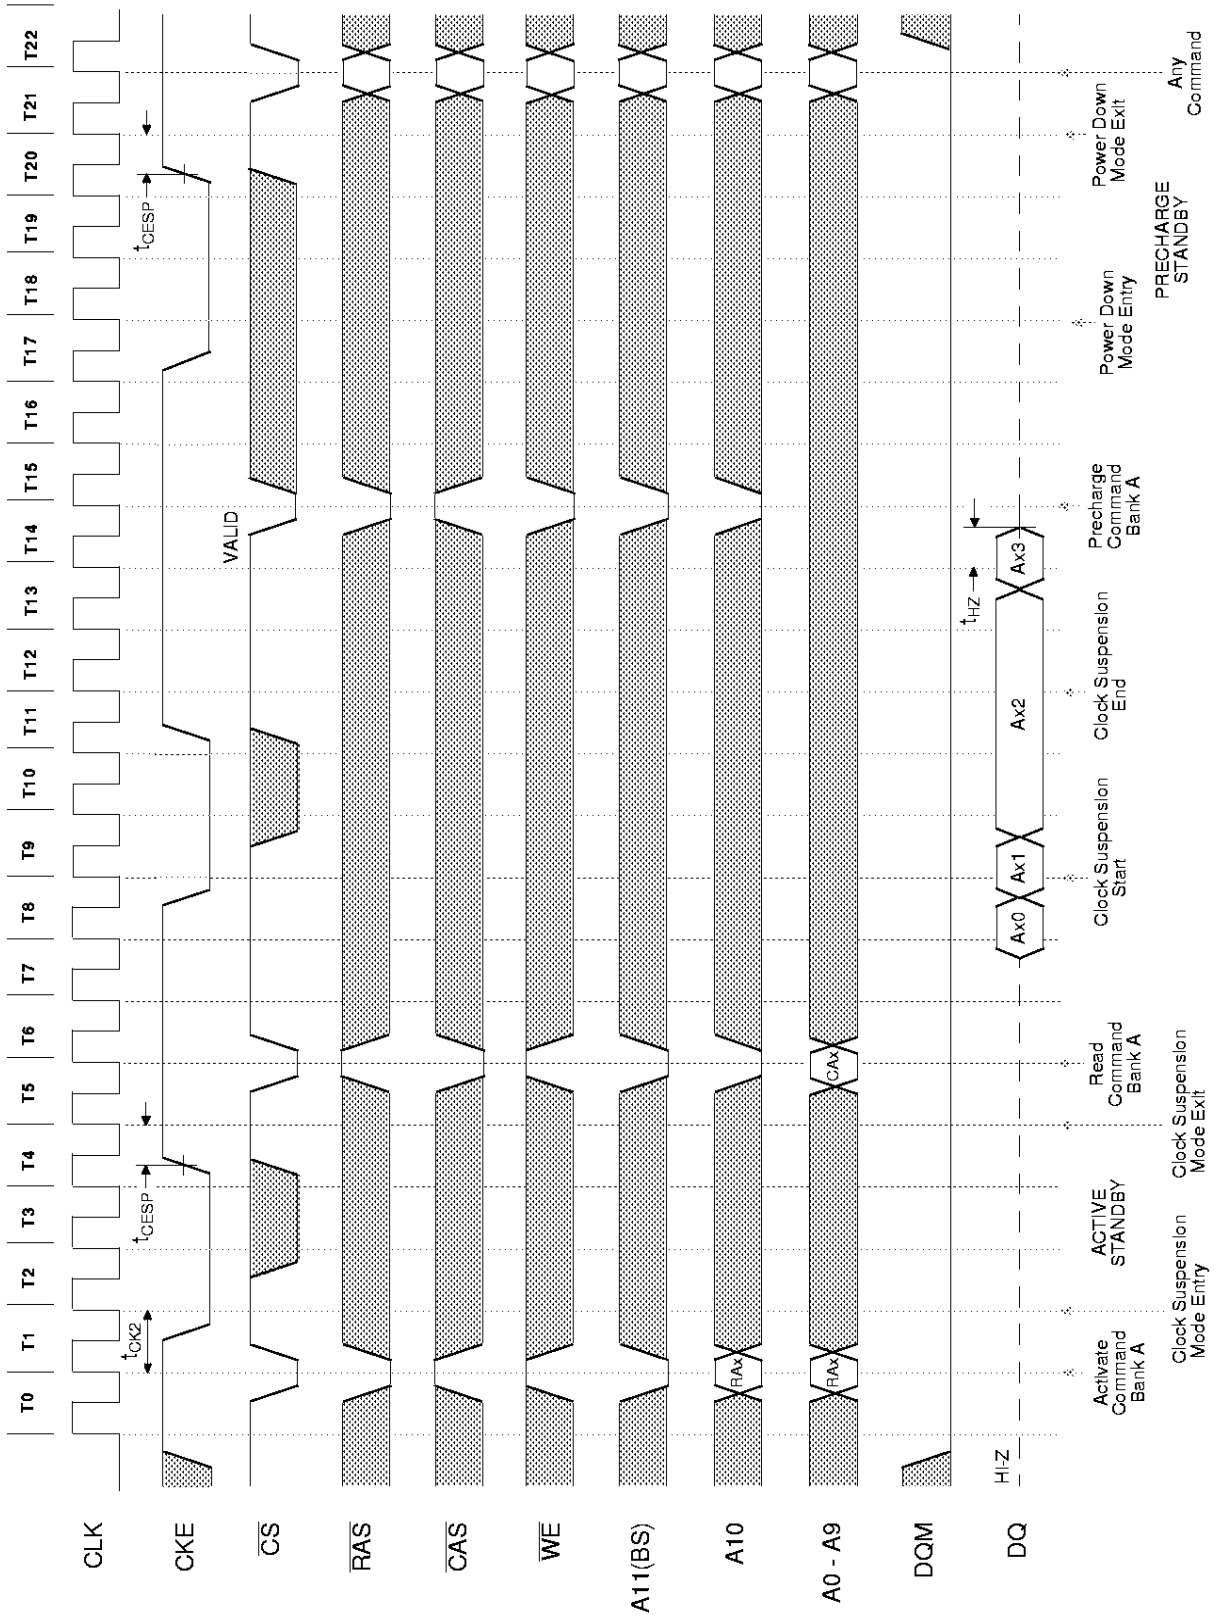 T0 T1 T2 T3 T4 T5 T6 T7 T8 T9 T10 T11 T12 T13 T14 T15 T16 T17 T18 T19 T20 T21 T22
CLK
tCK2
tCESP
tCESP
CKE
VALID
CS
RAS
CAS
WE
A11(BS)
A10
RAx
A0 - A9
RAx
CAx
DQM
tHZ
DQ
HI-Z
Ax0
Ax1
Ax2
Ax3
Activate
Command
Bank A
ACTIVE
STANDBY
Read
Command
Bank A
Clock Suspension
Start
Clock Suspension
End
Precharge
Command
Bank A
Power Down
Mode Entry
Power Down
Mode Exit
Clock Suspension
Mode Entry
Clock Suspension
Mode Exit
PRECHARGE
STANDBY
Any
Command